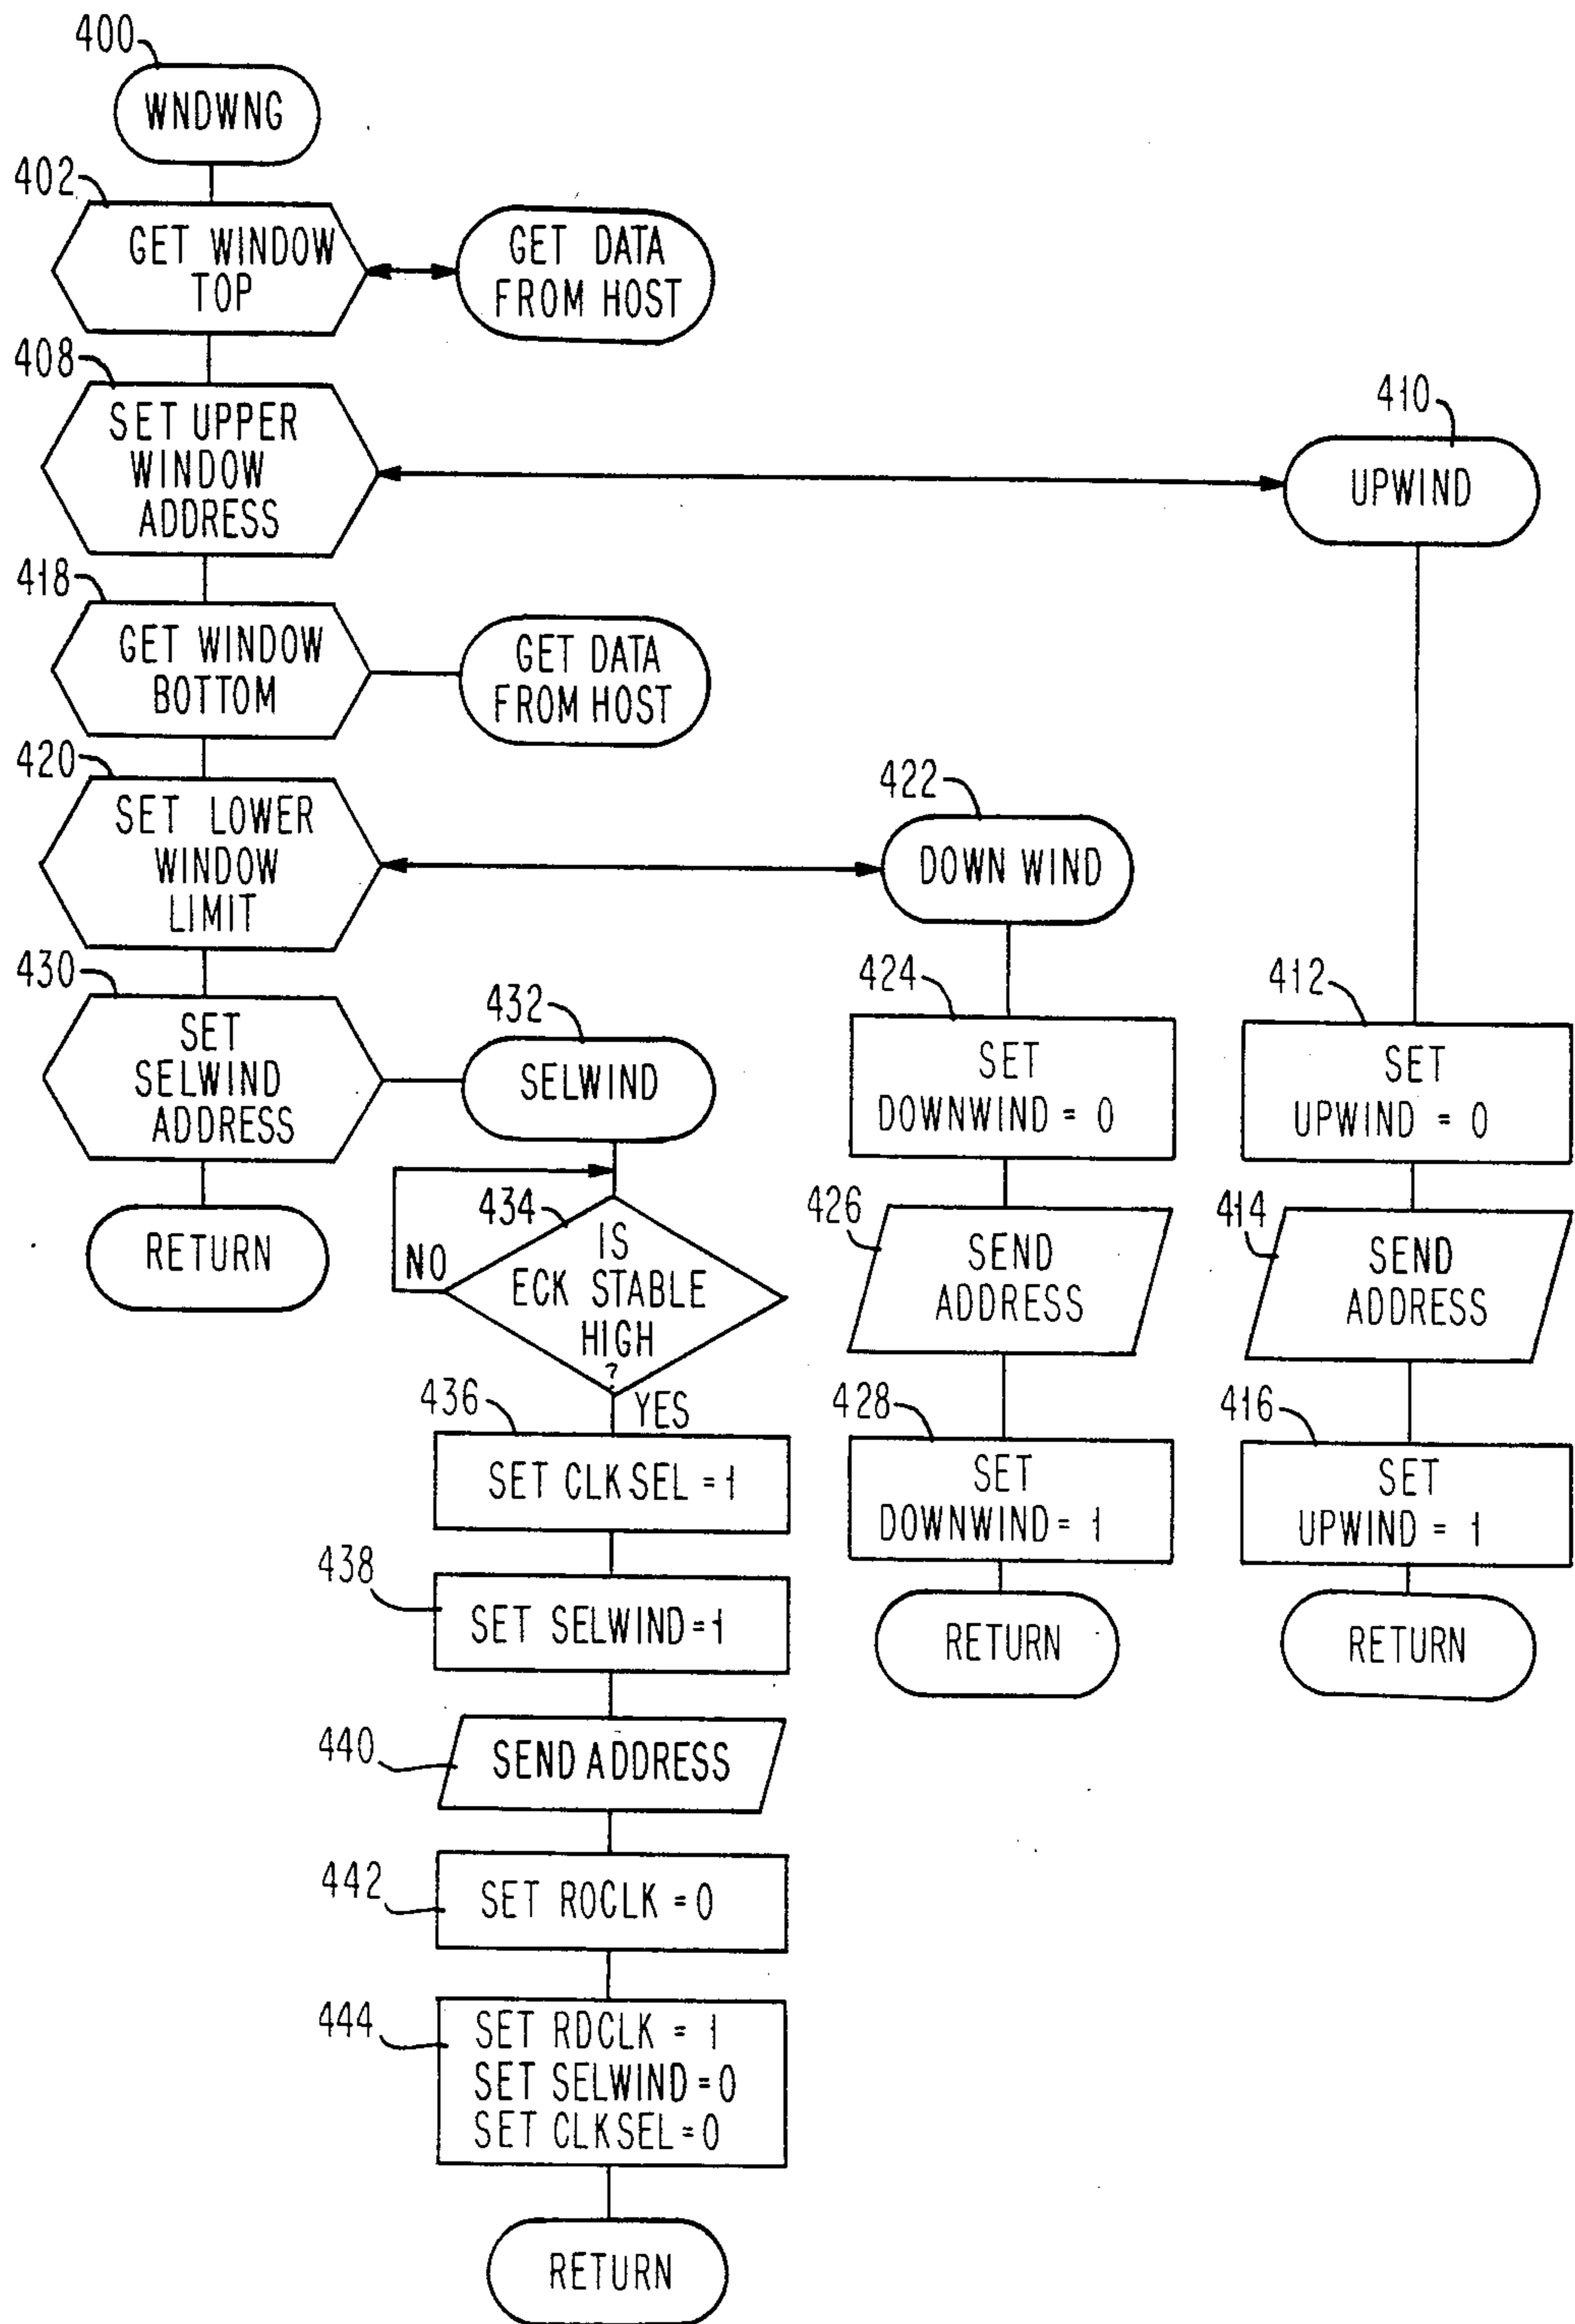 400
WNDWNG
402
GET WINDOW
TOP
GET DATA
FROM HOST
408
SET UPPER
WINDOW
ADDRESS
410
UPWIND
418
GET WINDOW
BOTTOM
GET DATA
FROM HOST
420
SET LOWER
WINDOW
LIMIT
422
DOWN WIND
430
SET
SELWIND
ADDRESS
432
SELWIND
424
SET
DOWNWIND = 0
412
SET
UPWIND = 0
RETURN
434
IS
ECK STABLE
HIGH
?
NO
YES
426
SEND
ADDRESS
414
SEND
ADDRESS
436
SET CLKSEL = 1
428
SET
DOWNWIND = 1
416
SET
UPWIND = 1
438
SET SELWIND = 1
RETURN
RETURN
440
SEND ADDRESS
442
SET ROCLK = 0
444
SET RDCLK = 1
SET SELWIND = 0
SET CLKSEL = 0
RETURN